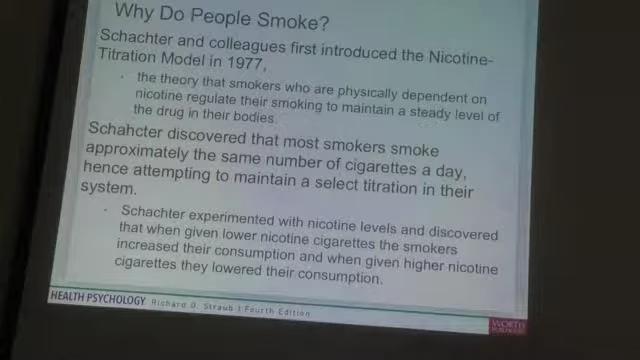 Why Do People Smoke?
Schachter and colleagues first introduced the Nicotine-
Titration Model in 1977,
· the theory that smokers who are physically dependent on
nicotine regulate their smoking to maintain a steady level of
the drug in their bodies.
Schahcter discovered that most smokers smoke
approximately the same number of cigarettes a day,
hence attempting to maintain a select titration in their
system.
· Schachter experimented with nicotine levels and discovered
that when given lower nicotine cigarettes the smokers
increased their consumption and when given higher nicotine
cigarettes they lowered their consumption.
HEALTH PSYCHOLOGY Richard O. Straub | Fourth Edition
WORTH